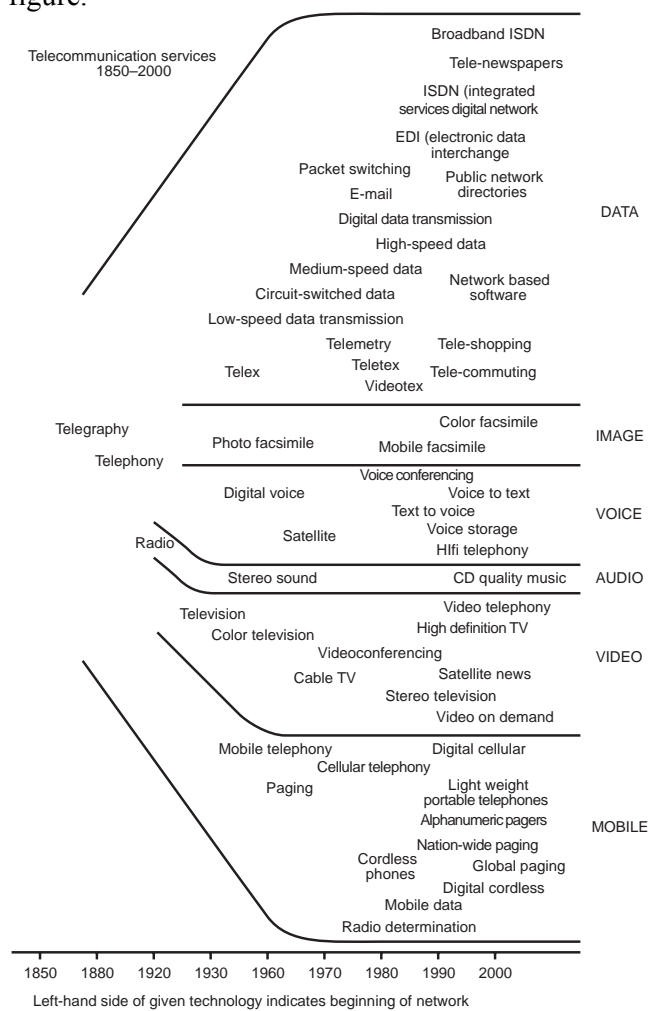 figure.
Telecommunication services
1850–2000
Broadband ISDN
Tele-newspapers
ISDN (integrated
services digital network
EDI (electronic data
interchange
Packet switching
Public network
directories
E-mail
DATA
Digital data transmission
High-speed data
Medium-speed data
Network based
software
Circuit-switched data
Low-speed data transmission
Telemetry
Tele-shopping
Teletex
Telex
Tele-commuting
Videotex
Color facsimile
Telegraphy
IMAGE
Photo facsimile
Mobile facsimile
Telephony
Voice conferencing
Digital voice
Voice to text
Text to voice
VOICE
Voice storage
Satellite
Radio
HIfi telephony
Stereo sound
CD quality music
AUDIO
Video telephony
Television
High definition TV
Color television
Videoconferencing
VIDEO
Cable TV
Satellite news
Stereo television
Video on demand
Mobile telephony
Digital cellular
Cellular telephony
Paging
Light weight
portable telephones
Alphanumeric pagers
MOBILE
Nation-wide paging
Cordless
phones
Global paging
Digital cordless
Mobile data
Radio determination
1850 1880 1920 1930 1960 1970 1980 1990 2000
Left-hand side of given technology indicates beginning of network